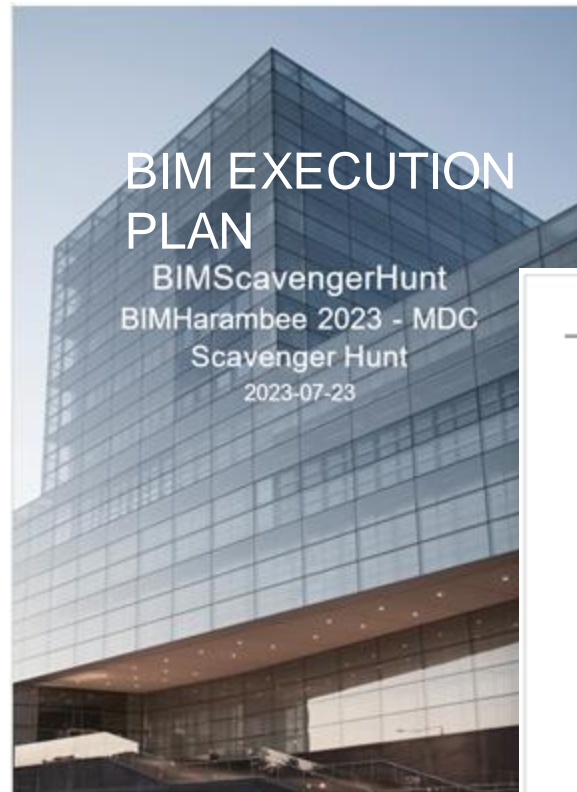 BIM EXECUTION
PLAN
BIMScavengerHunt
BIMHarambee 2023 - MDC
Scavenger Hunt
2023-07-23